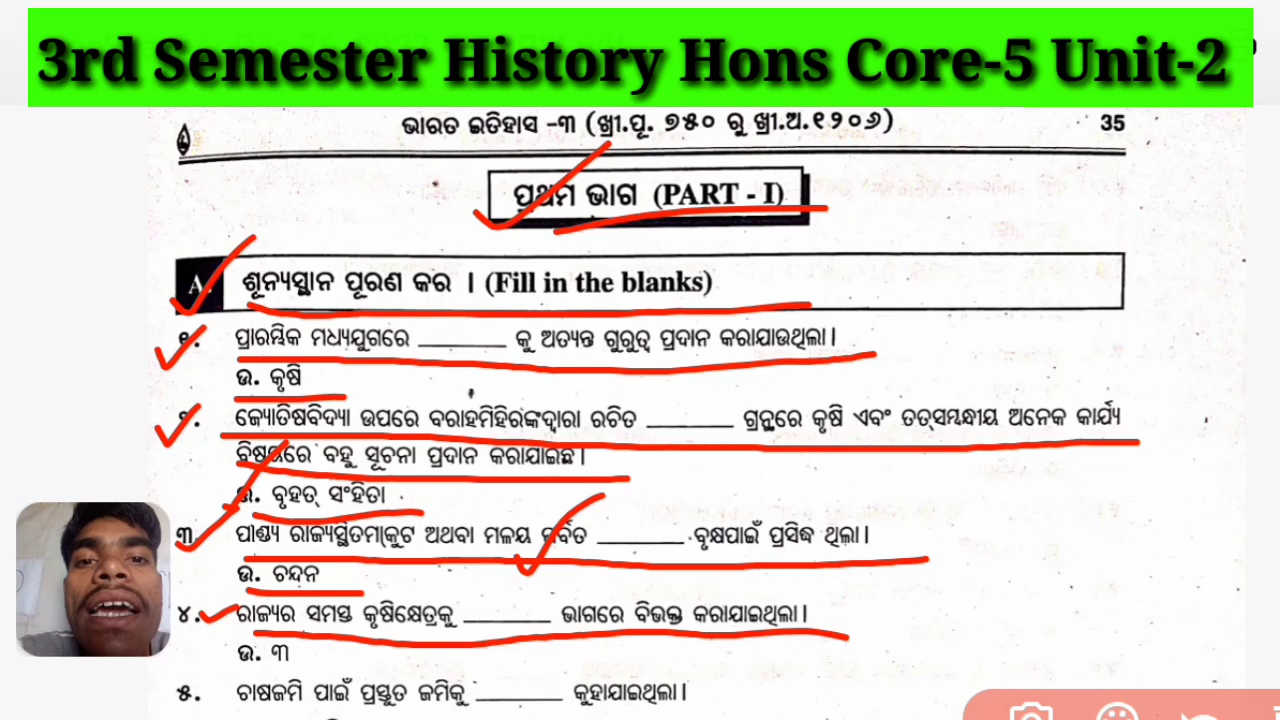 3rd Semester History Hons Core-5 Unit-2
ଭାରତ ଇତିହାସ -୩ (ଖ୍ରୀ.ପୂ. ୭୫୦ ରୁ ଖ୍ରୀ.ଅ.୧୨୦୬) 35
ପ୍ରଥମ ଭାଗ (PART - I)
A. ଶୂନ୍ୟସ୍ଥାନ ପୂରଣ କର । (Fill in the blanks)
୧. ପ୍ରାରମ୍ଭିକ ମଧ୍ୟଯୁଗରେ ________ କୁ ଅତ୍ୟନ୍ତ ଗୁରୁତ୍ୱ ପ୍ରଦାନ କରାଯାଉଥିଲା।
ଉ. କୃଷି
୨. ଜ୍ୟୋତିଷବିଦ୍ୟା ଉପରେ ବରାହମିହିରଙ୍କଦ୍ୱାରା ରଚିତ ________ ଗ୍ରନ୍ଥରେ କୃଷି ଏବଂ ତତ୍‌ସମ୍ବନ୍ଧୀୟ ଅନେକ କାର୍ଯ୍ୟ
ବିଷୟରେ ବହୁ ସୂଚନା ପ୍ରଦାନ କରାଯାଇଛି।
ଉ. ବୃହତ୍ ସଂହିତା
୩. ପାଣ୍ଡ୍ୟ ରାଜ୍ୟସ୍ଥିତମା୍କୁଟ ଅଥବା ମଳୟ ପର୍ବତ ________ ବୃକ୍ଷପାଇଁ ପ୍ରସିଦ୍ଧ ଥିଲା।
ଉ. ଚନ୍ଦନ
୪. ରାଜ୍ୟର ସମସ୍ତ କୃଷିକ୍ଷେତ୍ରକୁ ________ ଭାଗରେ ବିଭକ୍ତ କରାଯାଇଥିଲା।
ଉ. ୩
୫. ଚାଷଜମି ପାଇଁ ପ୍ରସ୍ତୁତ ଜମିକୁ ________ କୁହାଯାଇଥିଲା।